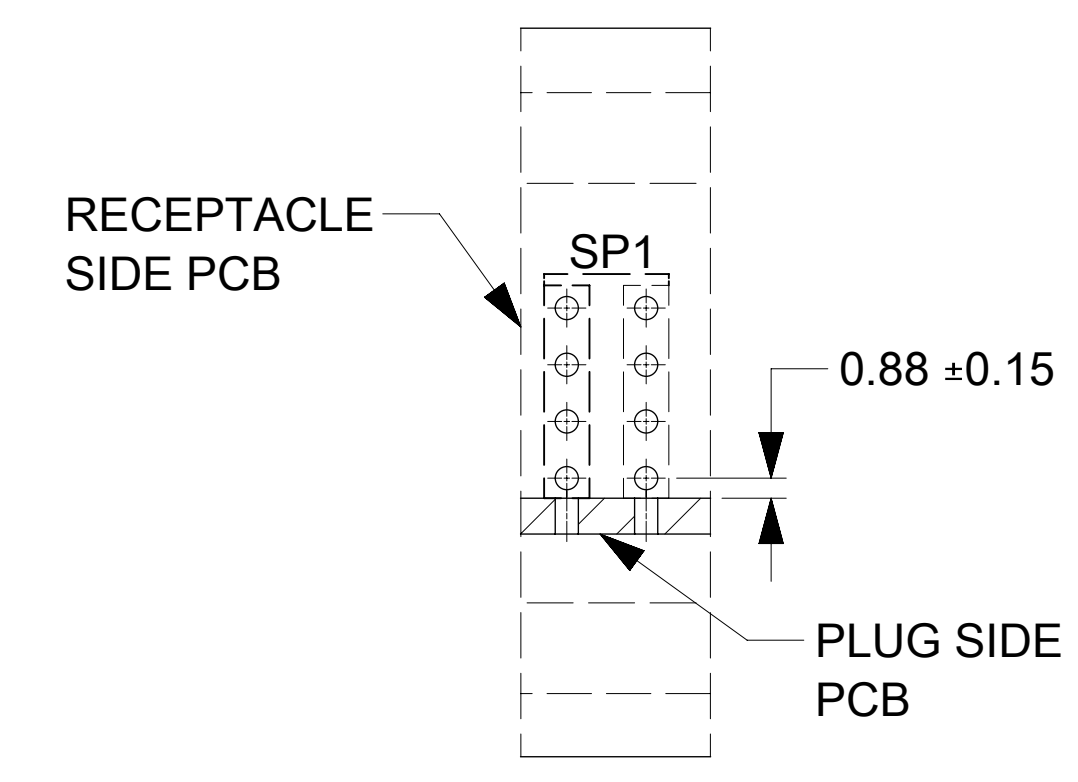 RECEPTACLE
SIDE PCB
SP1
0.88 ±0.15
PLUG SIDE
PCB